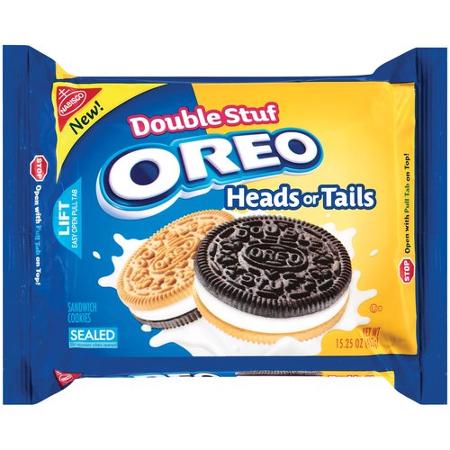 NABISCO
New!
Double Stuf
OREO
Heads or Tails
STOP
Open with Pull Tab on Top!
LIFT
EASY OPEN PULL TAB
STOP
Open with Pull Tab on Top!
OREO
SANDWICH
COOKIES
SEALED
NET WT
15.25 OZ
OREO